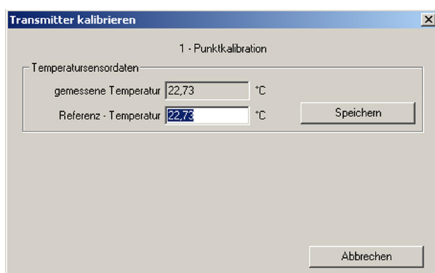 Transmitter kalibrieren
1 - Punktkalibration
Temperatursensordaten
gemessene Temperatur 22,73 °C
Referenz - Temperatur 22,73 °C
Speichern
Abbrechen